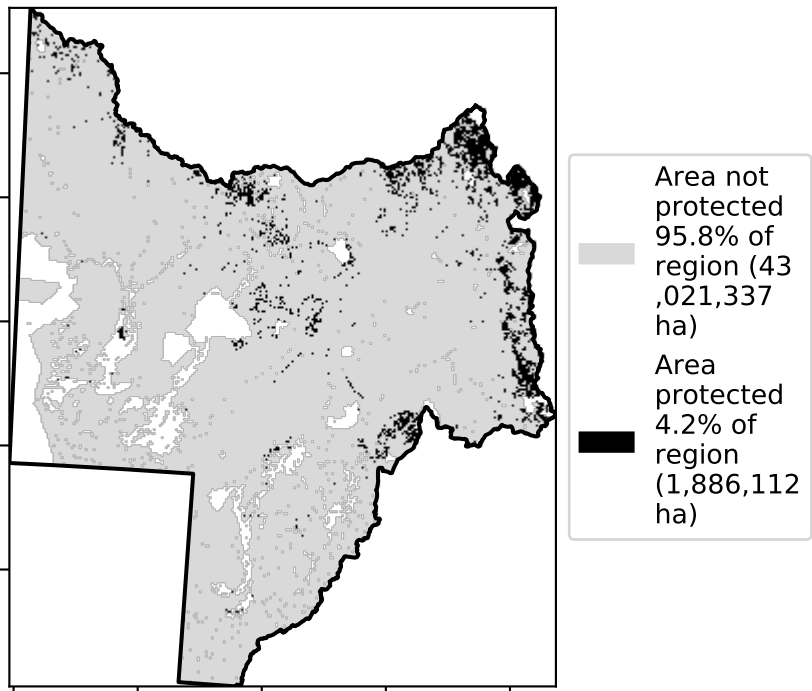 Area not
protected
95.8% of
region (43
,021,337
ha)
Area
protected
4.2% of
region
(1,886,112
ha)